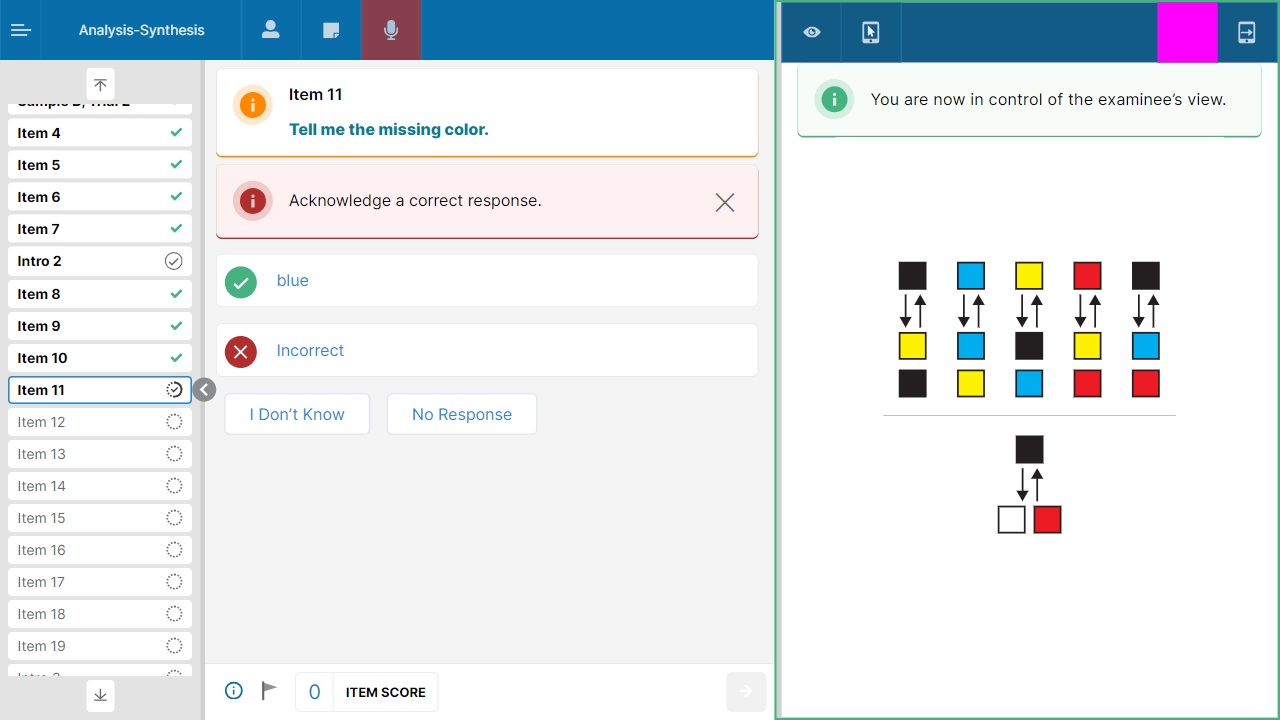 Analysis-Synthesis
Item 4
Item 5
Item 6
Item 7
Intro 2
Item 8
Item 9
Item 10
Item 11
Item 12
Item 13
Item 14
Item 15
Item 16
Item 17
Item 18
Item 19
Item 11
Tell me the missing color.
Acknowledge a correct response.
blue
Incorrect
I Don’t Know
No Response
0
ITEM SCORE
You are now in control of the examinee’s view.